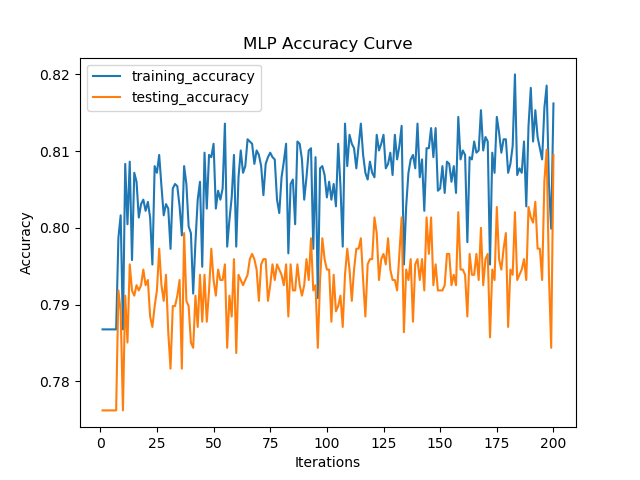 MLP Accuracy Curve
training_accuracy
testing_accuracy
0.82
0.81
0.80
0.79
0.78
Accuracy
0 25 50 75 100 125 150 175 200
Iterations